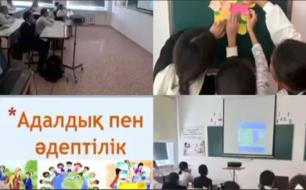 *Адалдық пен
әдептілік